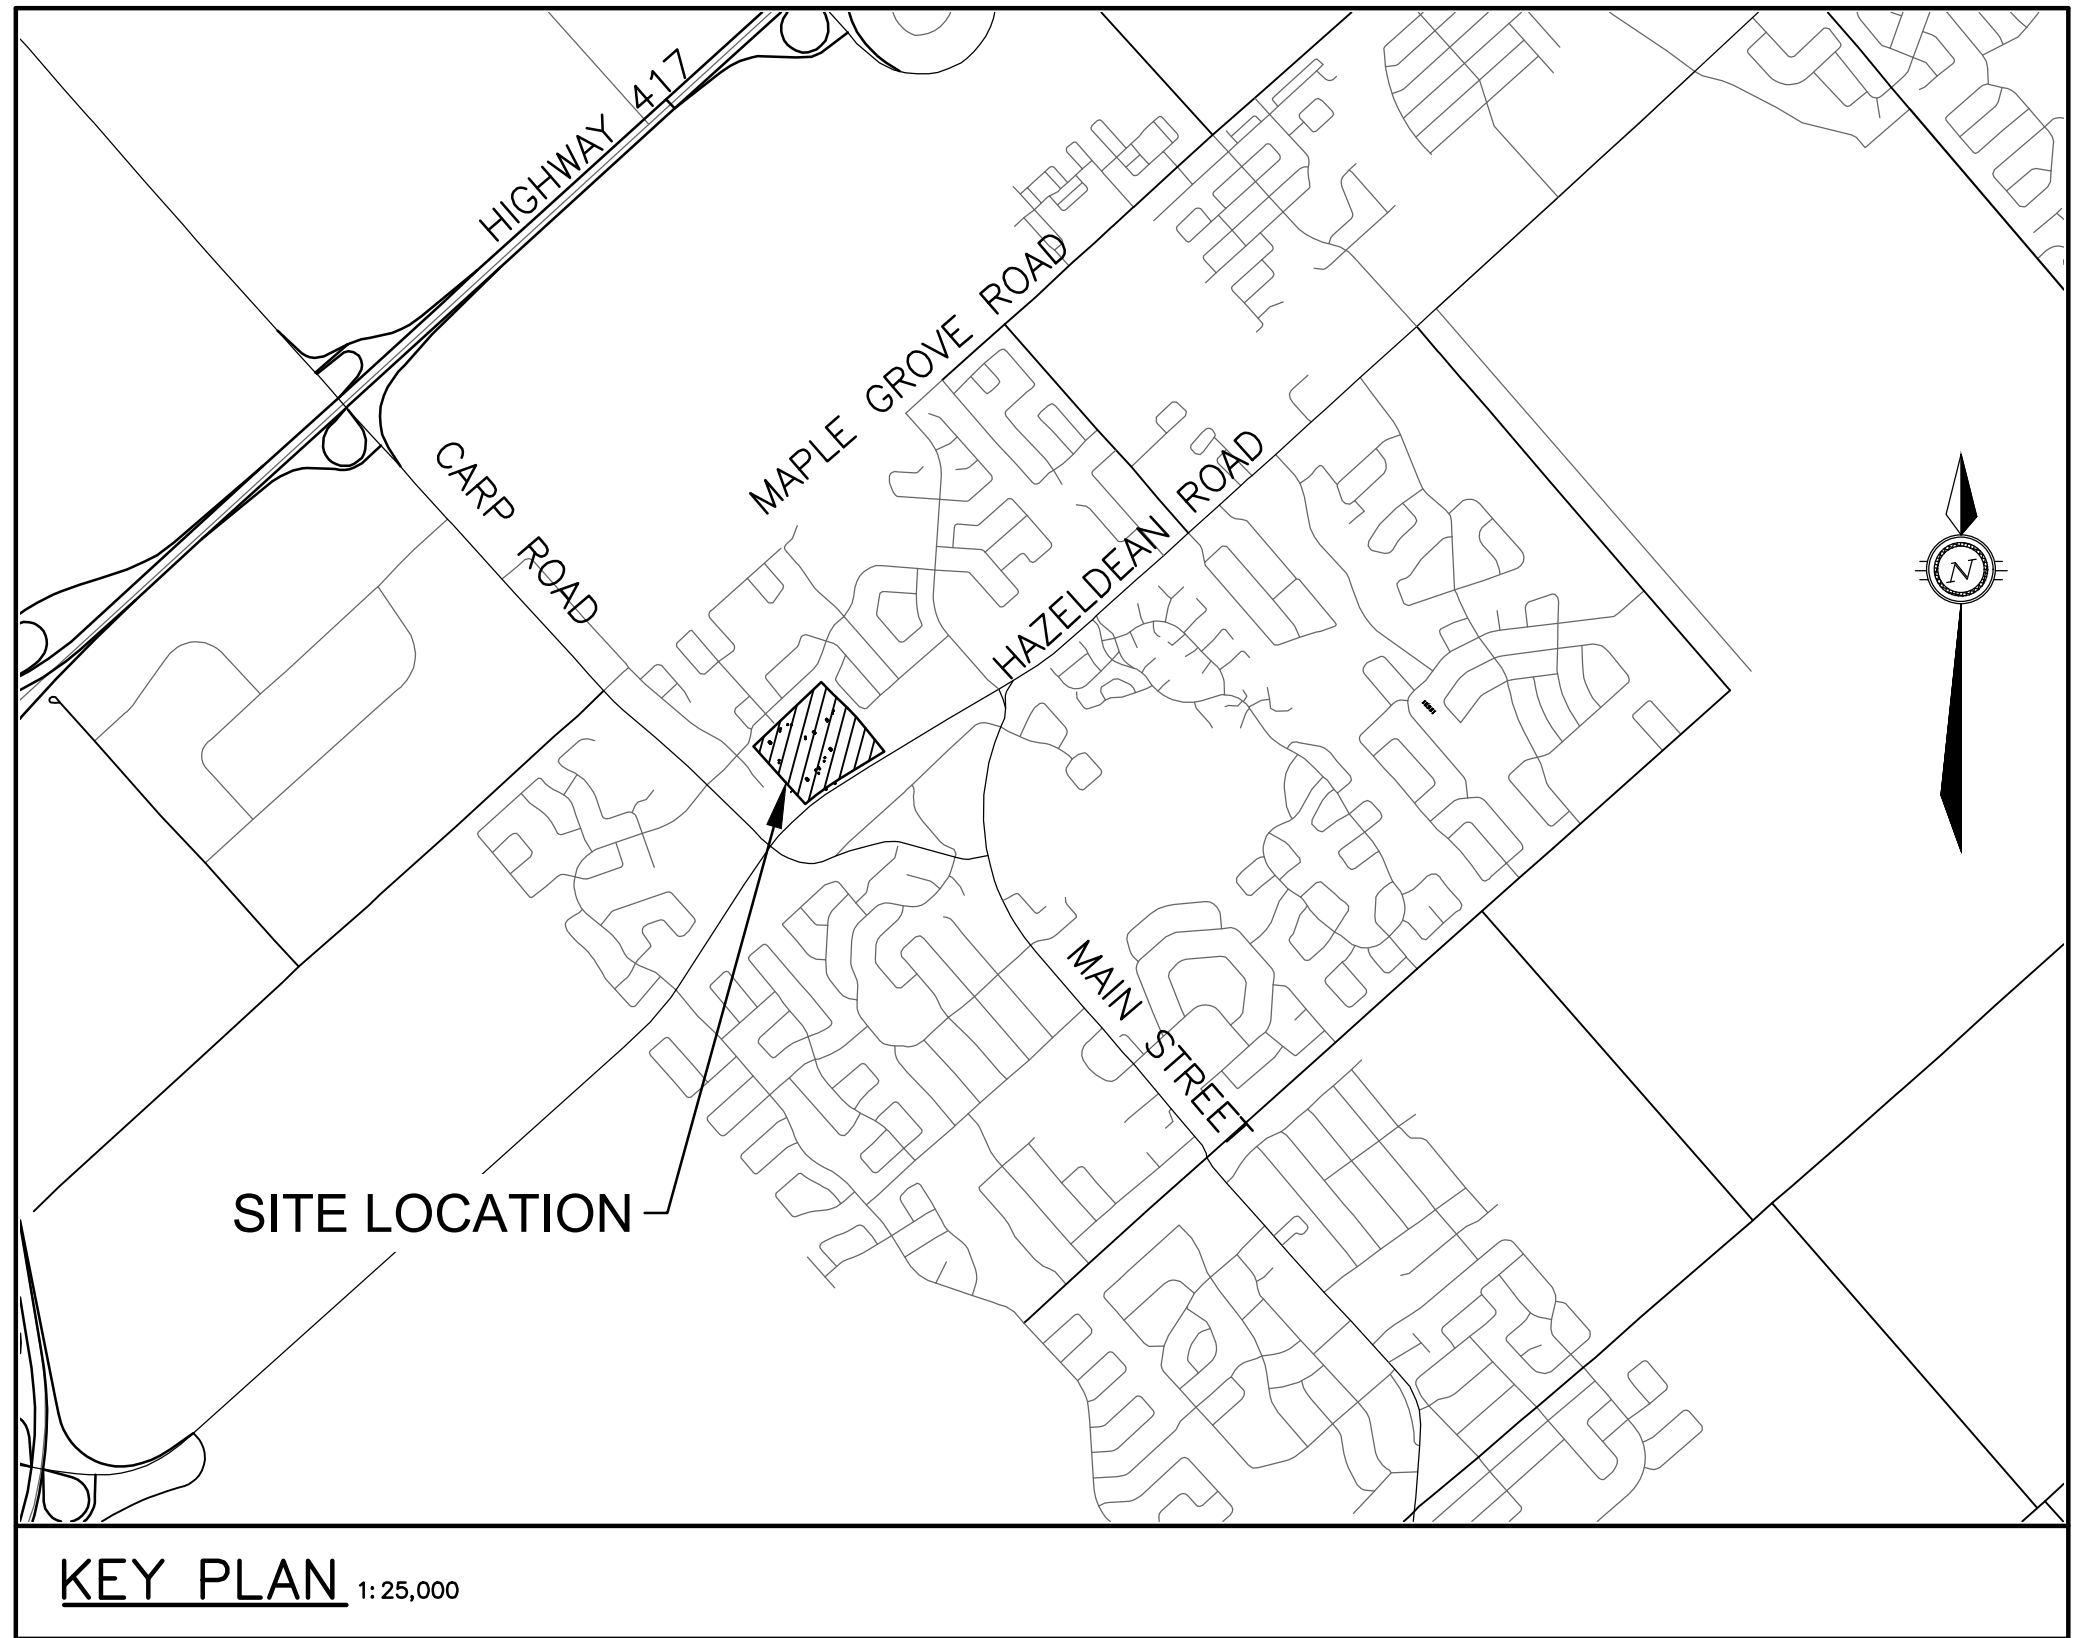 HIGHWAY 417
MAPLE GROVE ROAD
CARP ROAD
HAZELDEAN ROAD
N
MAIN STREET
SITE LOCATION
KEY PLAN 1:25,000